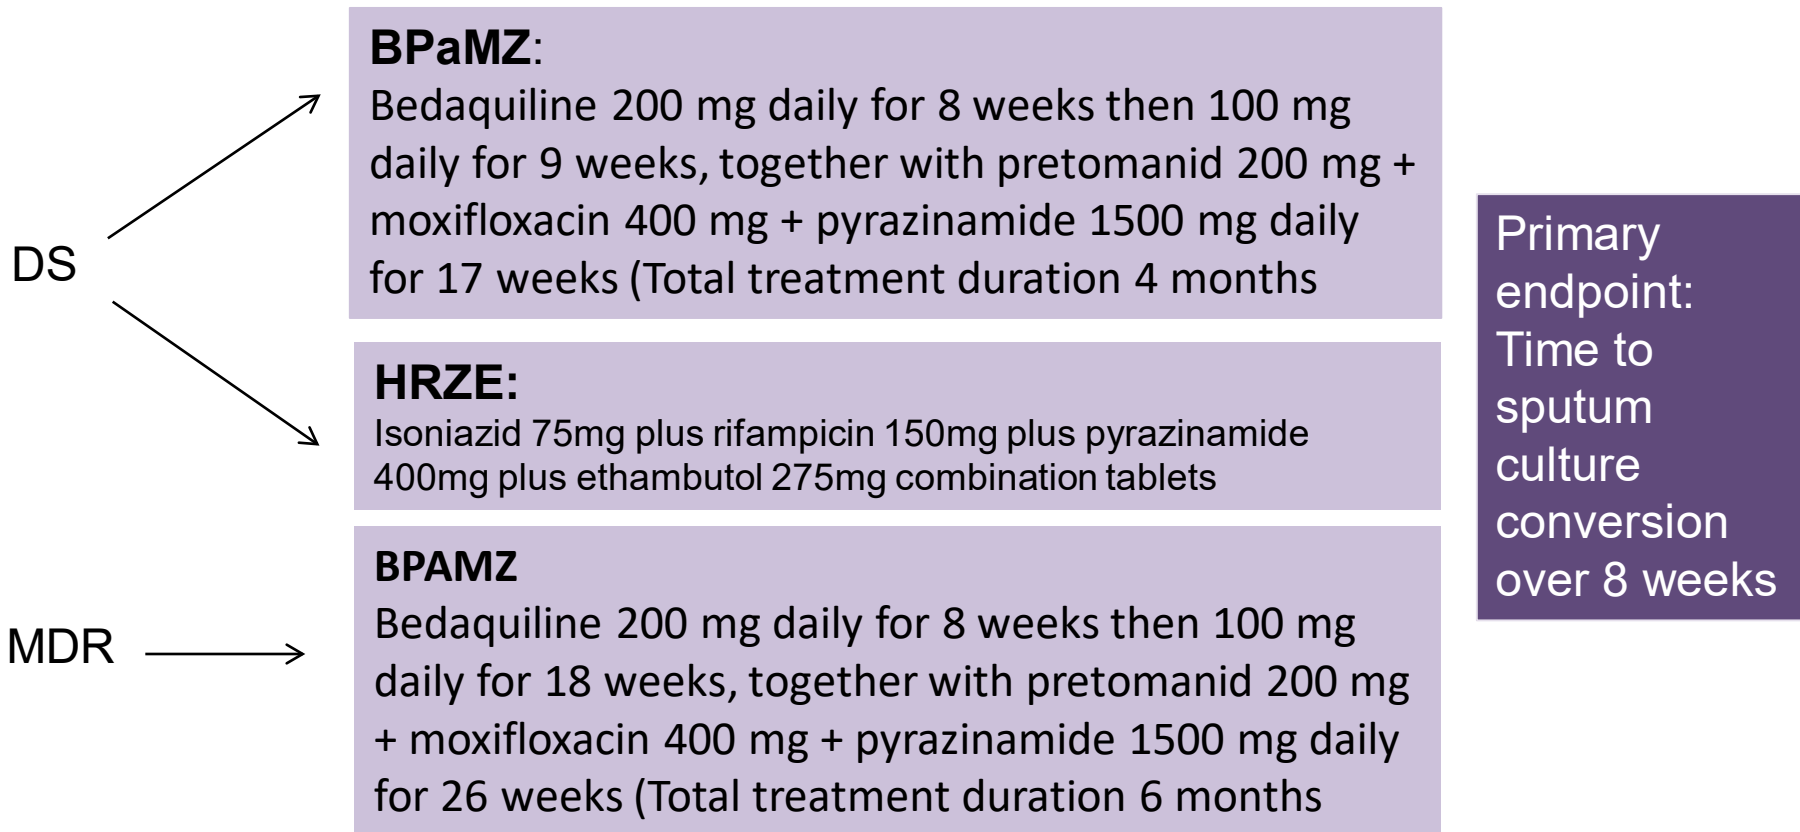 DS
BPaMZ:
Bedaquiline 200 mg daily for 8 weeks then 100 mg
daily for 9 weeks, together with pretomanid 200 mg +
moxifloxacin 400 mg + pyrazinamide 1500 mg daily
for 17 weeks (Total treatment duration 4 months
HRZE:
Isoniazid 75mg plus rifampicin 150mg plus pyrazinamide
400mg plus ethambutol 275mg combination tablets
MDR
BPAMZ
Bedaquiline 200 mg daily for 8 weeks then 100 mg
daily for 18 weeks, together with pretomanid 200 mg
+ moxifloxacin 400 mg + pyrazinamide 1500 mg daily
for 26 weeks (Total treatment duration 6 months
Primary
endpoint:
Time to
sputum
culture
conversion
over 8 weeks